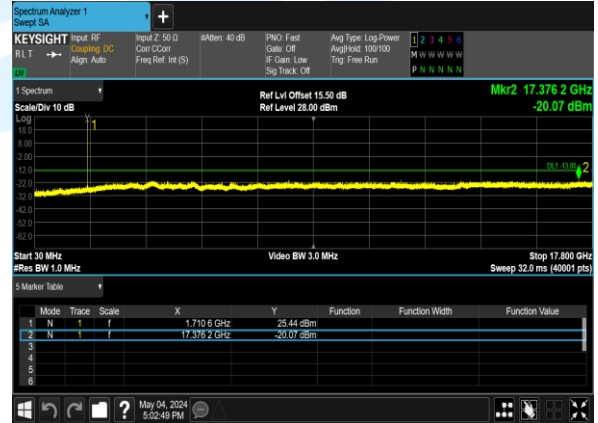 Spectrum Analyzer 1
Swept SA
+
KEYSIGHT Input: RF Input Z: 50 Ω #Atten: 40 dB PNO: Fast Avg Type: Log-Power 1 2 3 4 5 6
RLT Coupling: DC Corr CCorr Gate: Off Avg|Hold: 100/100 M W W W W W
Align: Auto Freq Ref: Int (S) IF Gain: Low Trig: Free Run
Sig Track: Off P N N N N N
1 Spectrum Ref Lvl Offset 15.50 dB Mkr2 17.376 2 GHz
Scale/Div 10 dB Ref Level 28.00 dBm -20.07 dBm
Log
1
18.0
8.00
-2.00
-12.0
DL1 -13.00
2
-22.0
-32.0
-42.0
-52.0
-62.0
Start 30 MHz Video BW 3.0 MHz Stop 17.800 GHz
#Res BW 1.0 MHz Sweep 32.0 ms (40001 pts)
5 Marker Table
Mode Trace Scale X Y Function Function Width Function Value
1 N 1 f 1.710 6 GHz 25.44 dBm
2 N 1 f 17.376 2 GHz -20.07 dBm
3
4
5
6
? May 04, 2024
5:02:49 PM